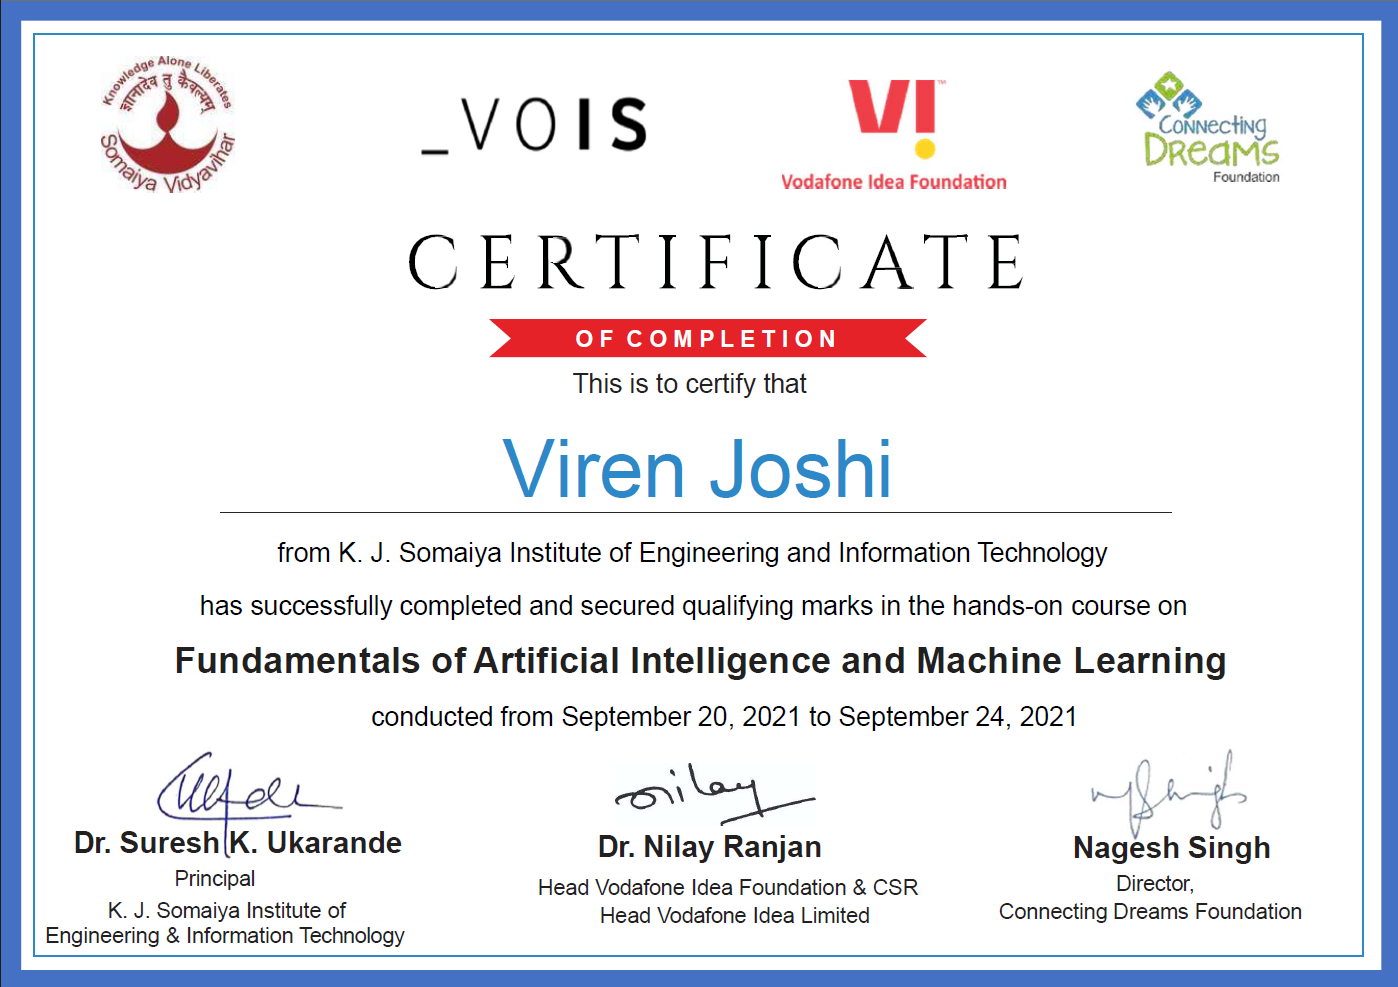 Knowledge Alone Liberates
ज्ञानादेव तु कैवल्यम्
Somaiya Vidyavihar
_VOIS
VI™
Vodafone Idea Foundation
Connecting
Dreams
Foundation
CERTIFICATE
OF COMPLETION
This is to certify that
Viren Joshi
from K. J. Somaiya Institute of Engineering and Information Technology
has successfully completed and secured qualifying marks in the hands-on course on
Fundamentals of Artificial Intelligence and Machine Learning
conducted from September 20, 2021 to September 24, 2021
nilay
Dr. Suresh K. Ukarande
Principal
K. J. Somaiya Institute of
Engineering & Information Technology
Dr. Nilay Ranjan
Head Vodafone Idea Foundation & CSR
Head Vodafone Idea Limited
Nagesh Singh
Director,
Connecting Dreams Foundation